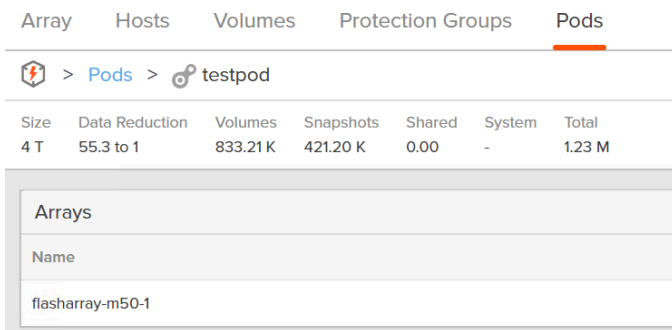 Array Hosts Volumes Protection Groups Pods
> Pods > testpod
Size Data Reduction Volumes Snapshots Shared System Total
4 T 55.3 to 1 833.21 K 421.20 K 0.00 - 1.23 M
Arrays
Name
flasharray-m50-1